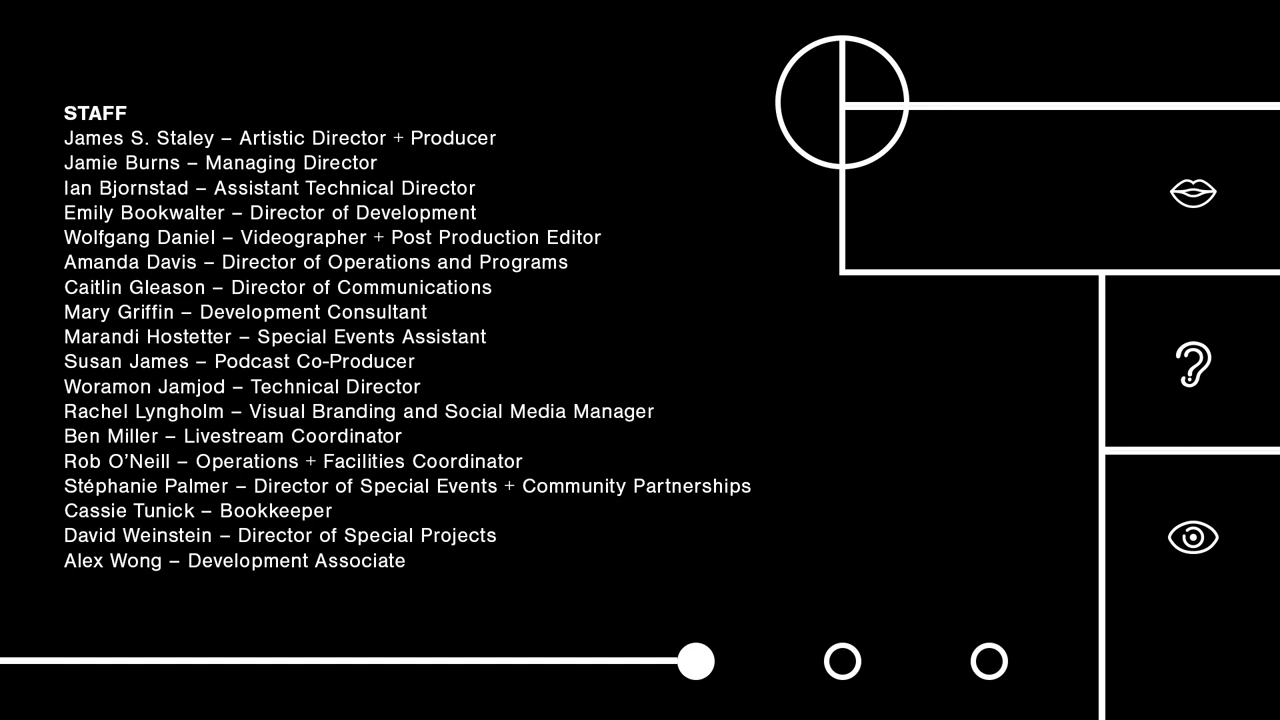 STAFF
James S. Staley – Artistic Director + Producer
Jamie Burns – Managing Director
Ian Bjornstad – Assistant Technical Director
Emily Bookwalter – Director of Development
Wolfgang Daniel – Videographer + Post Production Editor
Amanda Davis – Director of Operations and Programs
Caitlin Gleason – Director of Communications
Mary Griffin – Development Consultant
Marandi Hostetter – Special Events Assistant
Susan James – Podcast Co-Producer
Woramon Jamjod – Technical Director
Rachel Lyngholm – Visual Branding and Social Media Manager
Ben Miller – Livestream Coordinator
Rob O’Neill – Operations + Facilities Coordinator
Stéphanie Palmer – Director of Special Events + Community Partnerships
Cassie Tunick – Bookkeeper
David Weinstein – Director of Special Projects
Alex Wong – Development Associate